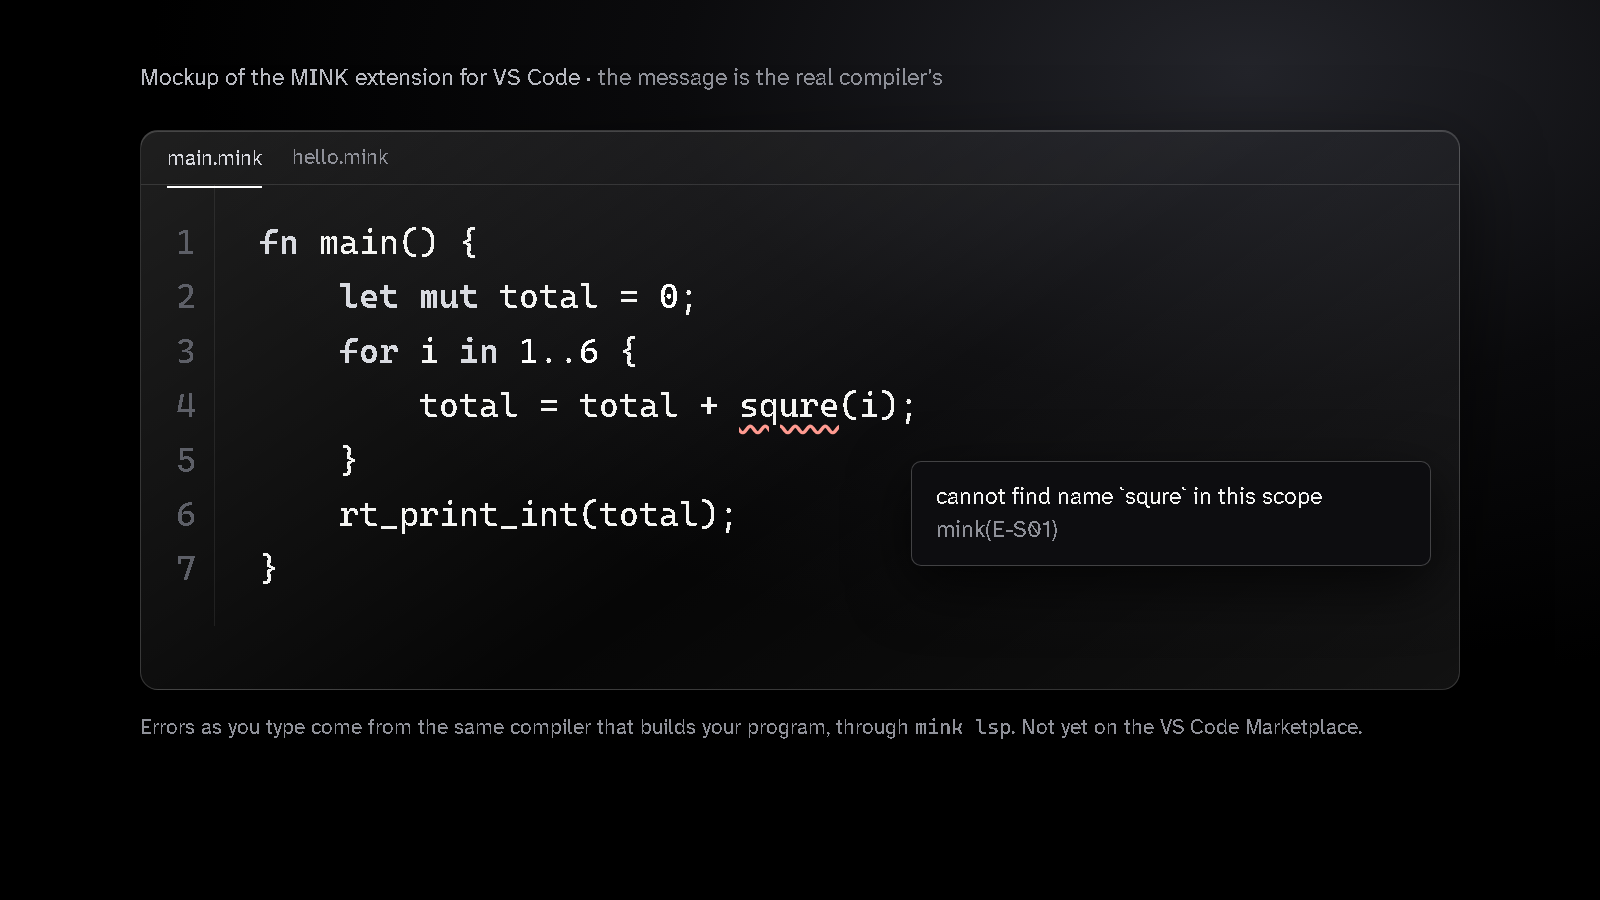 Mockup of the MINK extension for VS Code · the message is the real compiler's
main.mink hello.mink
1 fn main() {
2 let mut total = 0;
3 for i in 1..6 {
4 total = total + squre(i);
5 }
6 rt_print_int(total);
7 }
cannot find name `squre` in this scope
mink(E-S01)
Errors as you type come from the same compiler that builds your program, through mink lsp. Not yet on the VS Code Marketplace.